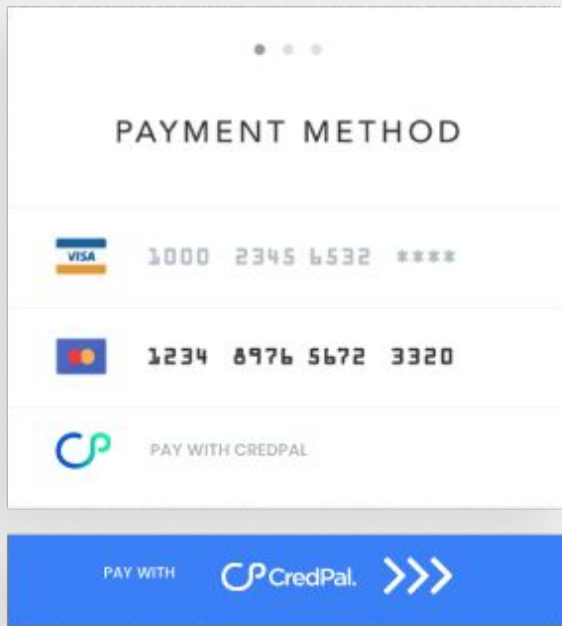 PAYMENT METHOD
VISA 1000 2345 6532 ****
1234 8976 5672 3320
PAY WITH CREDPAL
PAY WITH CredPal.